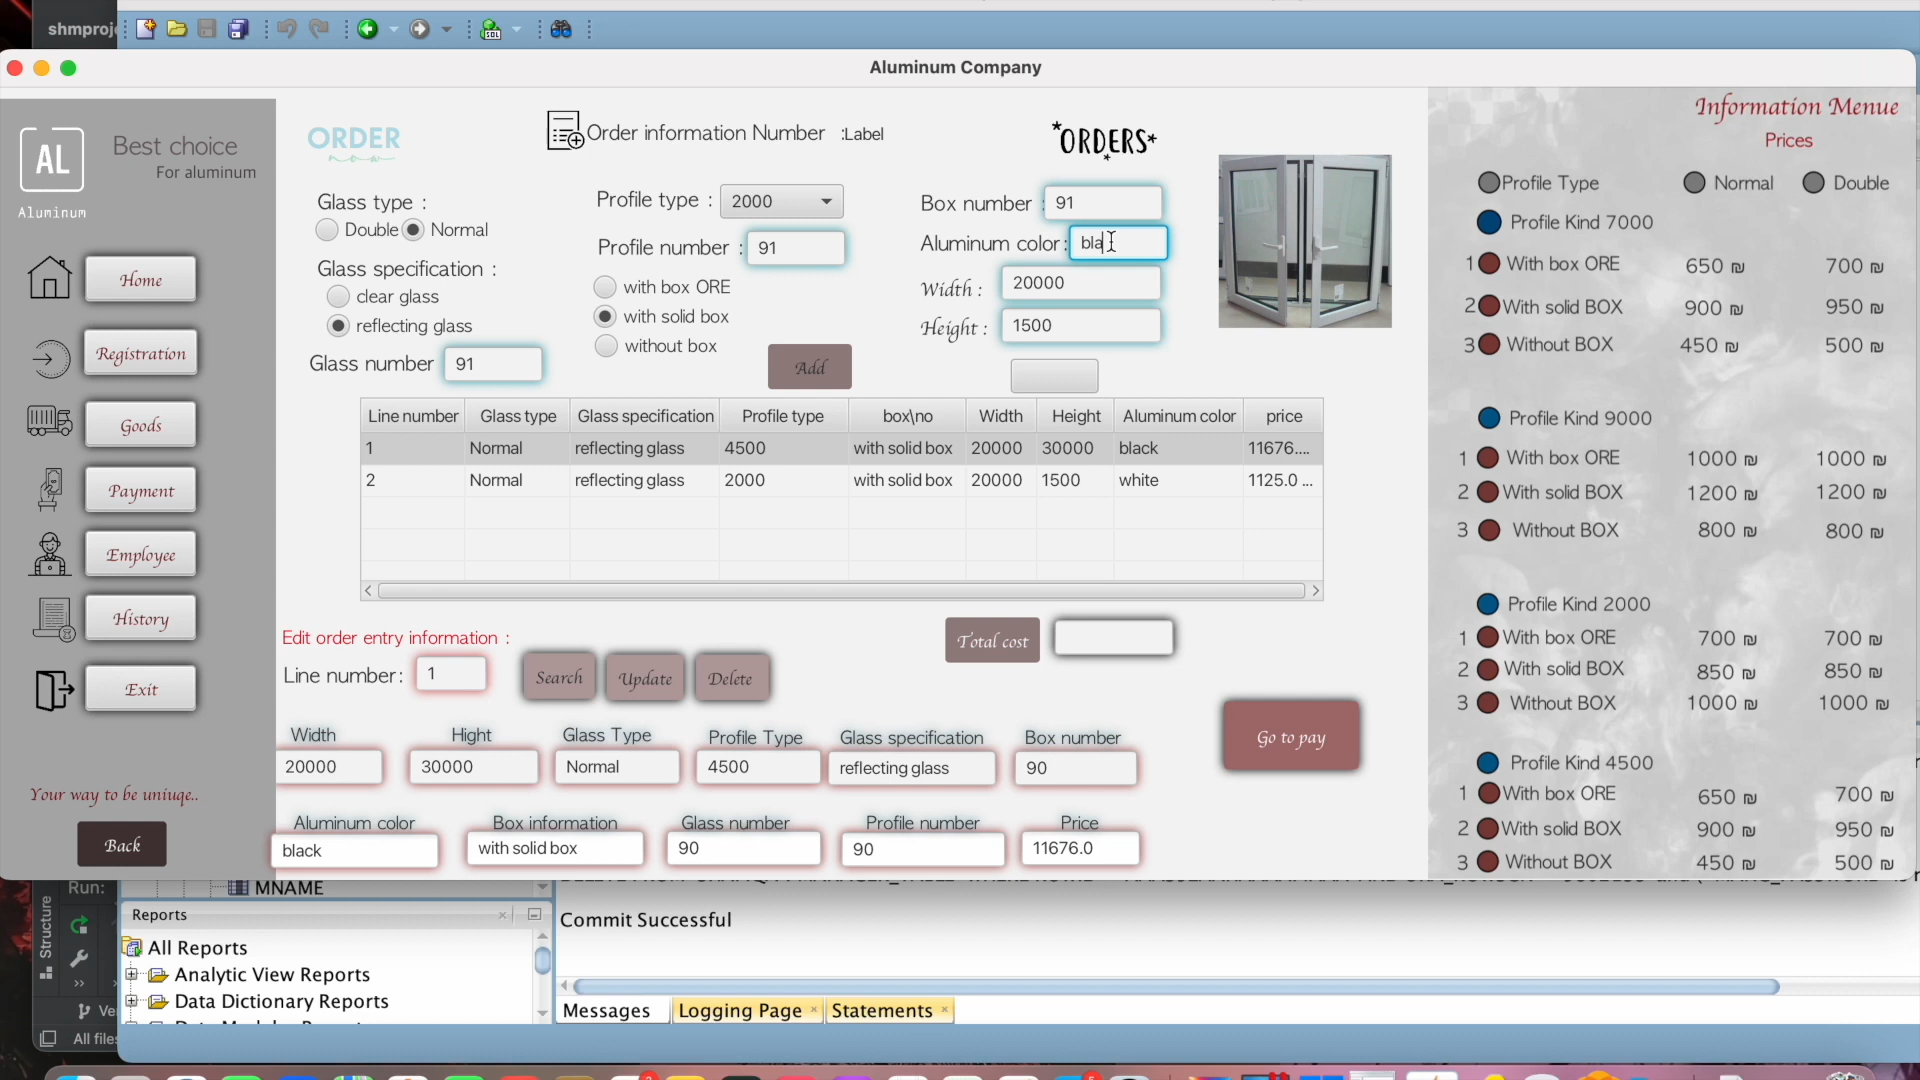 shmproj
Aluminum Company
AL
Aluminum
Best choice
For aluminum
Home
Registration
Goods
Payment
Employee
History
Exit
Your way to be uniuqe..
Back
ORDER
now
Order information Number :Label
*ORDERS*
Glass type :
Double Normal
Glass specification :
clear glass
reflecting glass
Glass number 91
Profile type : 2000
Profile number : 91
with box ORE
with solid box
without box
Add
Box number : 91
Aluminum color: bla
Width : 20000
Height : 1500
Line number Glass type Glass specification Profile type box\no Width Height Aluminum color price
1 Normal reflecting glass 4500 with solid box 20000 30000 black 11676....
2 Normal reflecting glass 2000 with solid box 20000 1500 white 1125.0 ...
Edit order entry information :
Line number: 1 Search Update Delete
Total cost
Go to pay
Width Hight Glass Type Profile Type Glass specification Box number
20000 30000 Normal 4500 reflecting glass 90
Aluminum color Box information Glass number Profile number Price
black with solid box 90 90 11676.0
Information Menue
Prices
Profile Type Normal Double
Profile Kind 7000
1 With box ORE 650 ₪ 700 ₪
2 With solid BOX 900 ₪ 950 ₪
3 Without BOX 450 ₪ 500 ₪
Profile Kind 9000
1 With box ORE 1000 ₪ 1000 ₪
2 With solid BOX 1200 ₪ 1200 ₪
3 Without BOX 800 ₪ 800 ₪
Profile Kind 2000
1 With box ORE 700 ₪ 700 ₪
2 With solid BOX 850 ₪ 850 ₪
3 Without BOX 1000 ₪ 1000 ₪
Profile Kind 4500
1 With box ORE 650 ₪ 700 ₪
2 With solid BOX 900 ₪ 950 ₪
3 Without BOX 450 ₪ 500 ₪
Run:
Structure
MNAME
Reports
All Reports
Analytic View Reports
Data Dictionary Reports
Commit Successful
Messages Logging Page Statements
All files